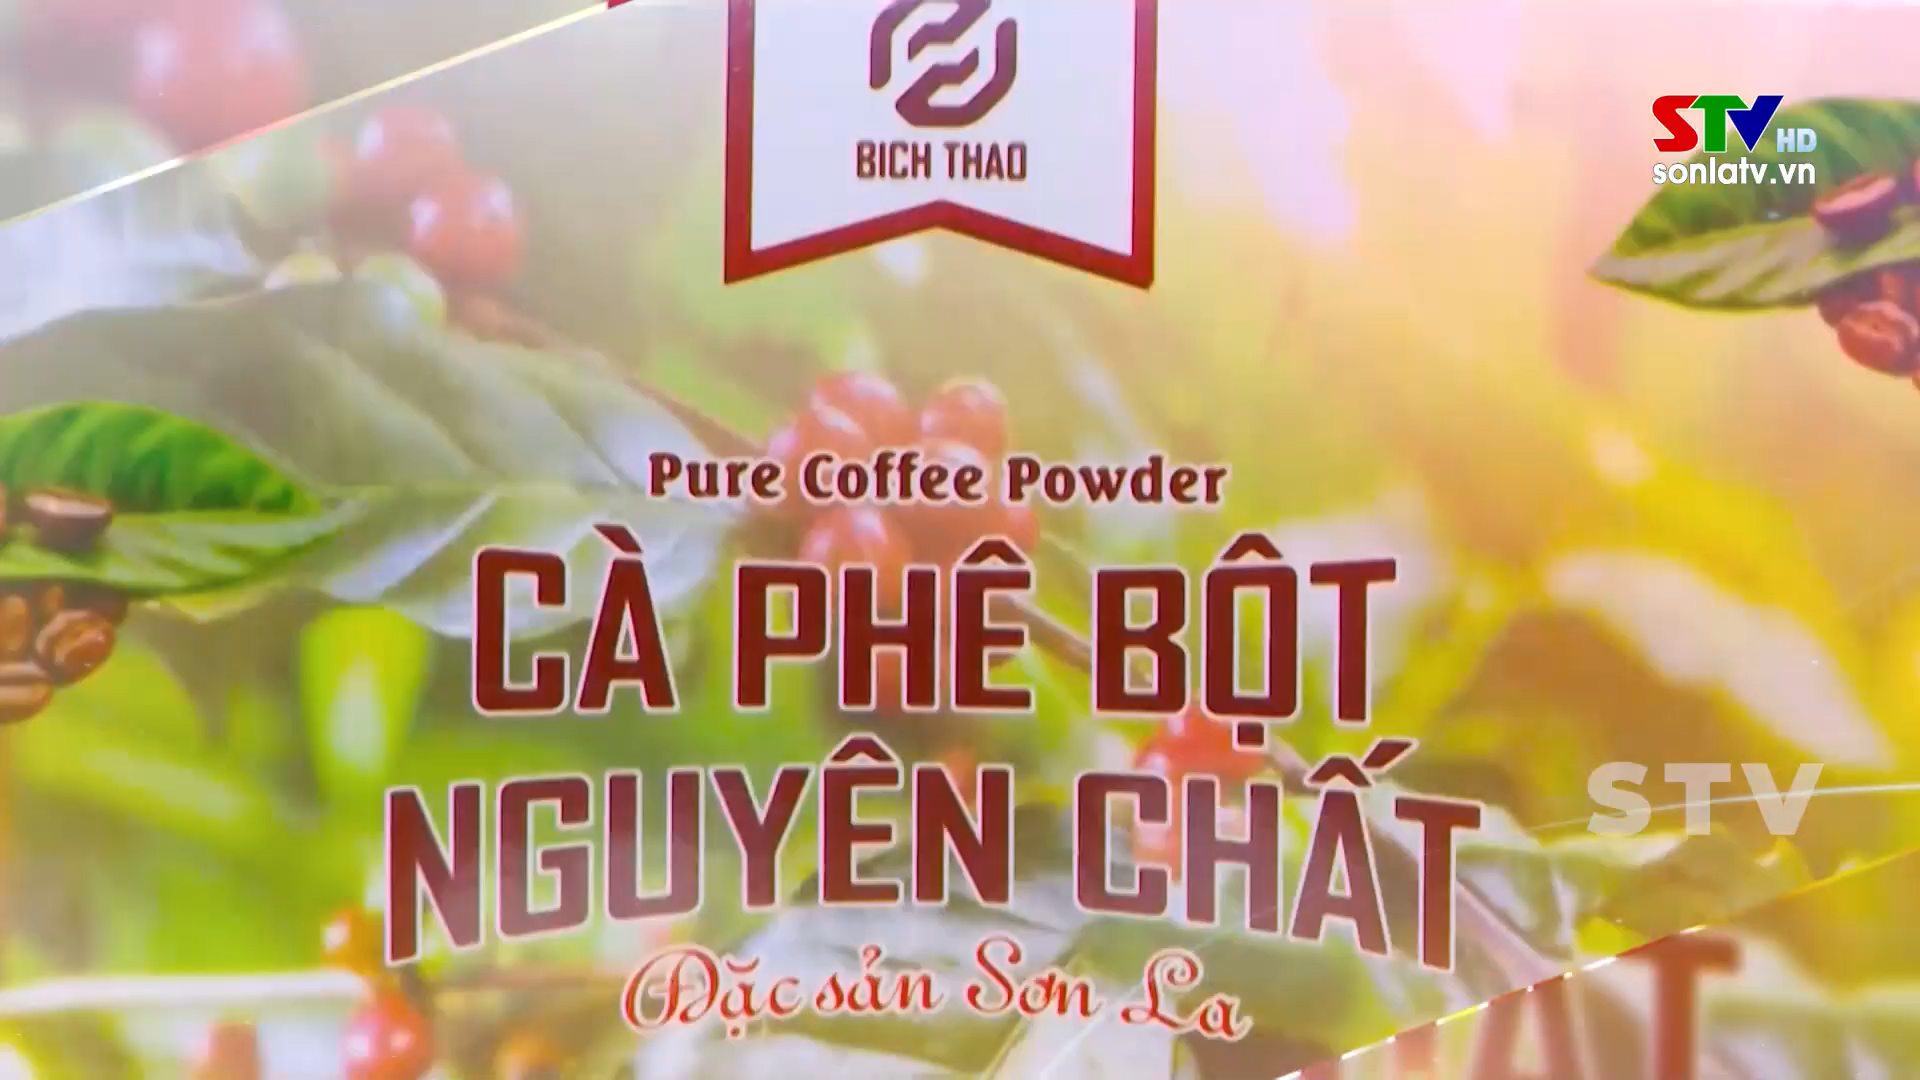 BICH THAO
STV HD
sonlatv.vn
Pure Coffee Powder
CÀ PHÊ BỘT
NGUYÊN CHẤT
STV
Đặc sản Sơn La